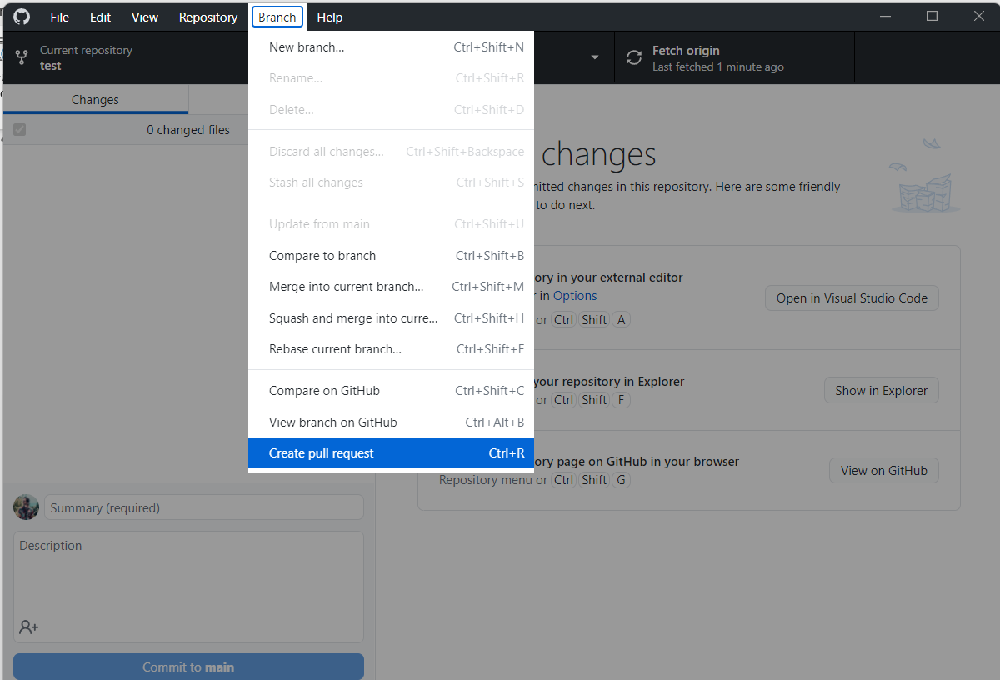 File Edit View Repository Branch Help
Current repository
test
Fetch origin
Last fetched 1 minute ago
Changes
0 changed files
New branch... Ctrl+Shift+N
Rename... Ctrl+Shift+R
Delete... Ctrl+Shift+D
Discard all changes... Ctrl+Shift+Backspace
Stash all changes Ctrl+Shift+S
Update from main Ctrl+Shift+U
Compare to branch Ctrl+Shift+B
Merge into current branch... Ctrl+Shift+M
Squash and merge into curre... Ctrl+Shift+H
Rebase current branch... Ctrl+Shift+E
Compare on GitHub Ctrl+Shift+C
View branch on GitHub Ctrl+Alt+B
Create pull request Ctrl+R
changes
changes in this repository. Here are some friendly
to do next.
in your external editor
in Options
or Ctrl Shift A
Open in Visual Studio Code
your repository in Explorer
or Ctrl Shift F
Show in Explorer
page on GitHub in your browser
Repository menu or Ctrl Shift G
View on GitHub
Summary (required)
Description
Commit to main